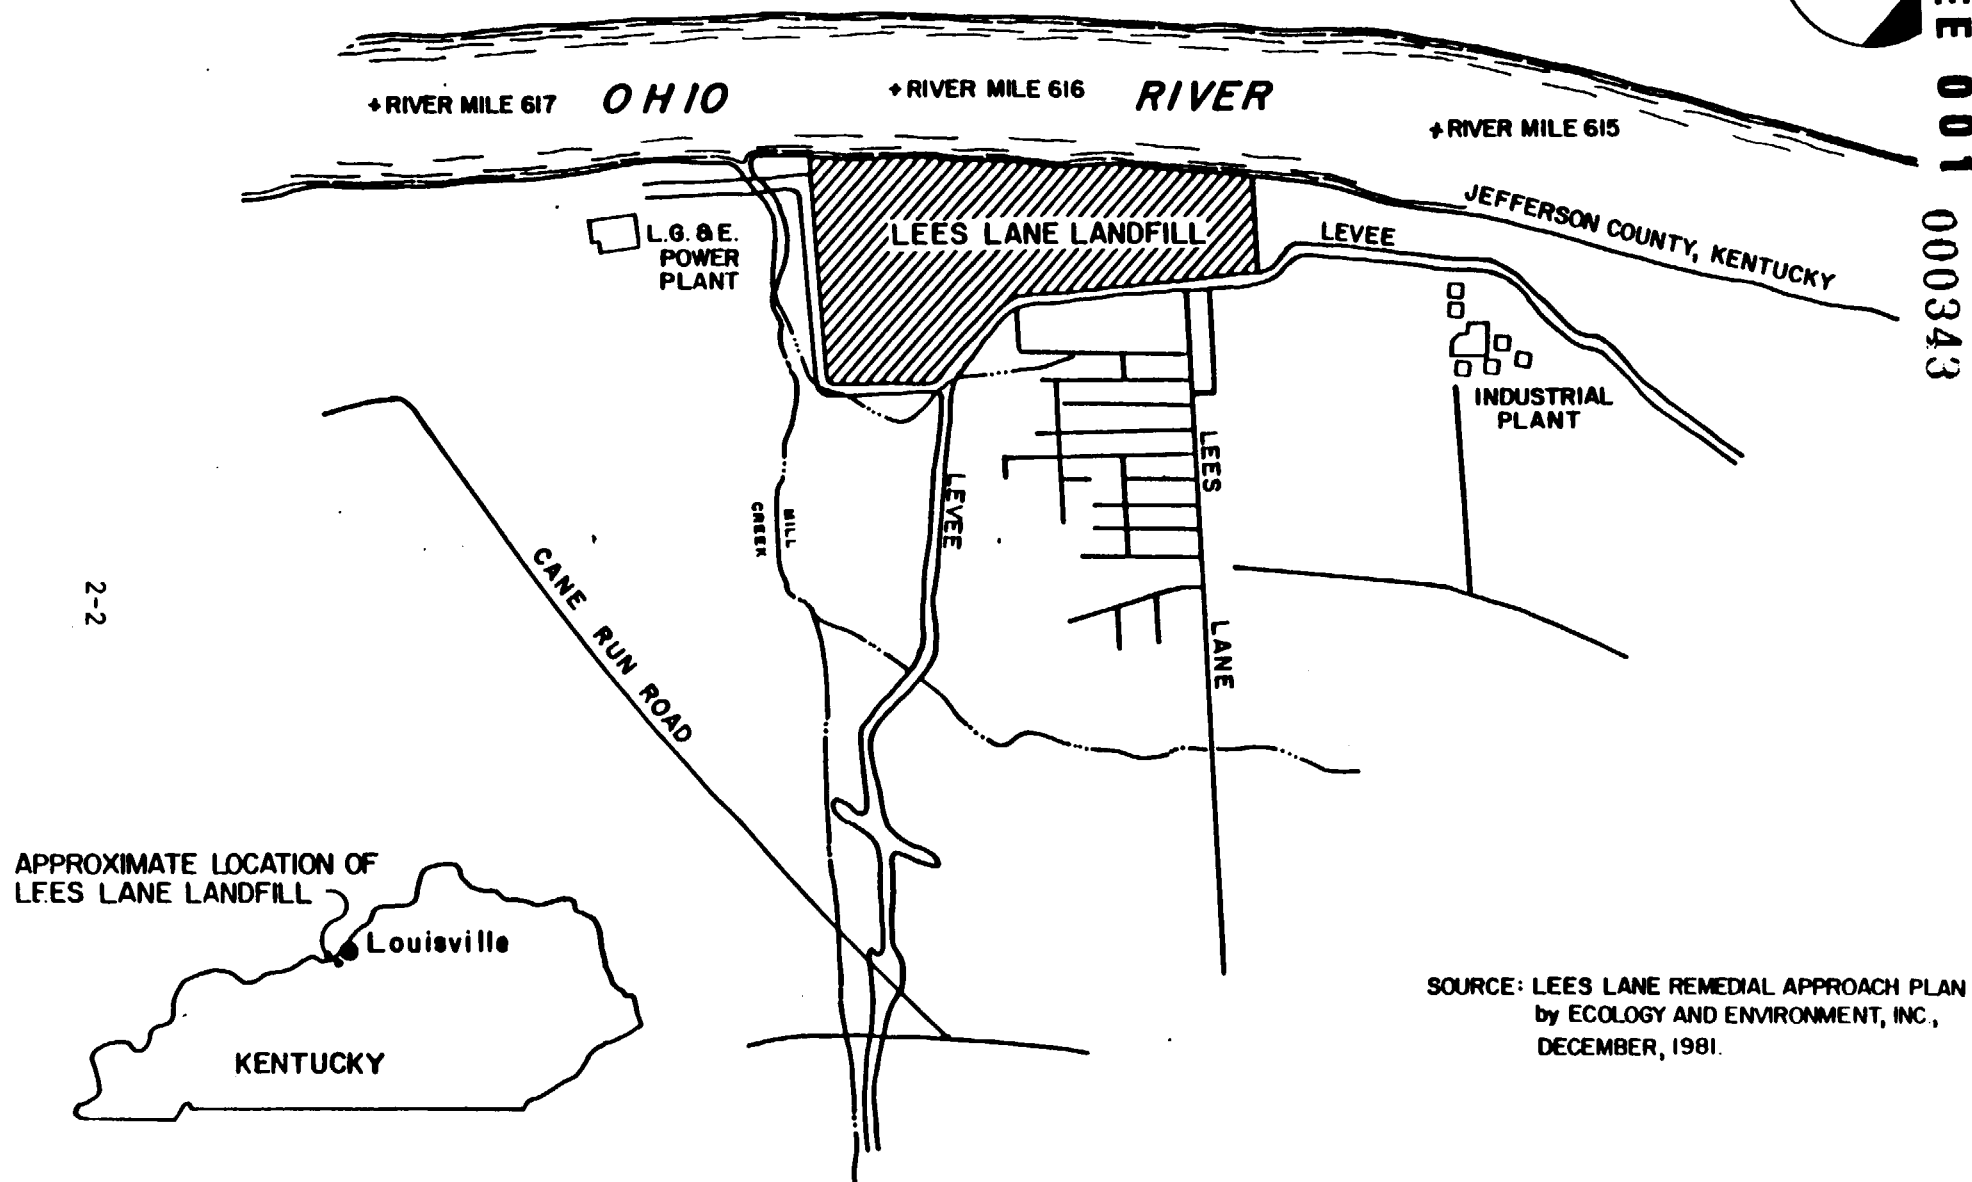 EE 001 000343
OHIO RIVER
+RIVER MILE 617
+RIVER MILE 616
+RIVER MILE 615
JEFFERSON COUNTY, KENTUCKY
LEES LANE LANDFILL
LEVEE
L.G. & E.
POWER
PLANT
INDUSTRIAL
PLANT
LEES LANE
LEVEE
MILL
CREEK
CANE RUN ROAD
2-2
APPROXIMATE LOCATION OF
LEES LANE LANDFILL
Louisville
KENTUCKY
SOURCE: LEES LANE REMEDIAL APPROACH PLAN
by ECOLOGY AND ENVIRONMENT, INC.,
DECEMBER, 1981.